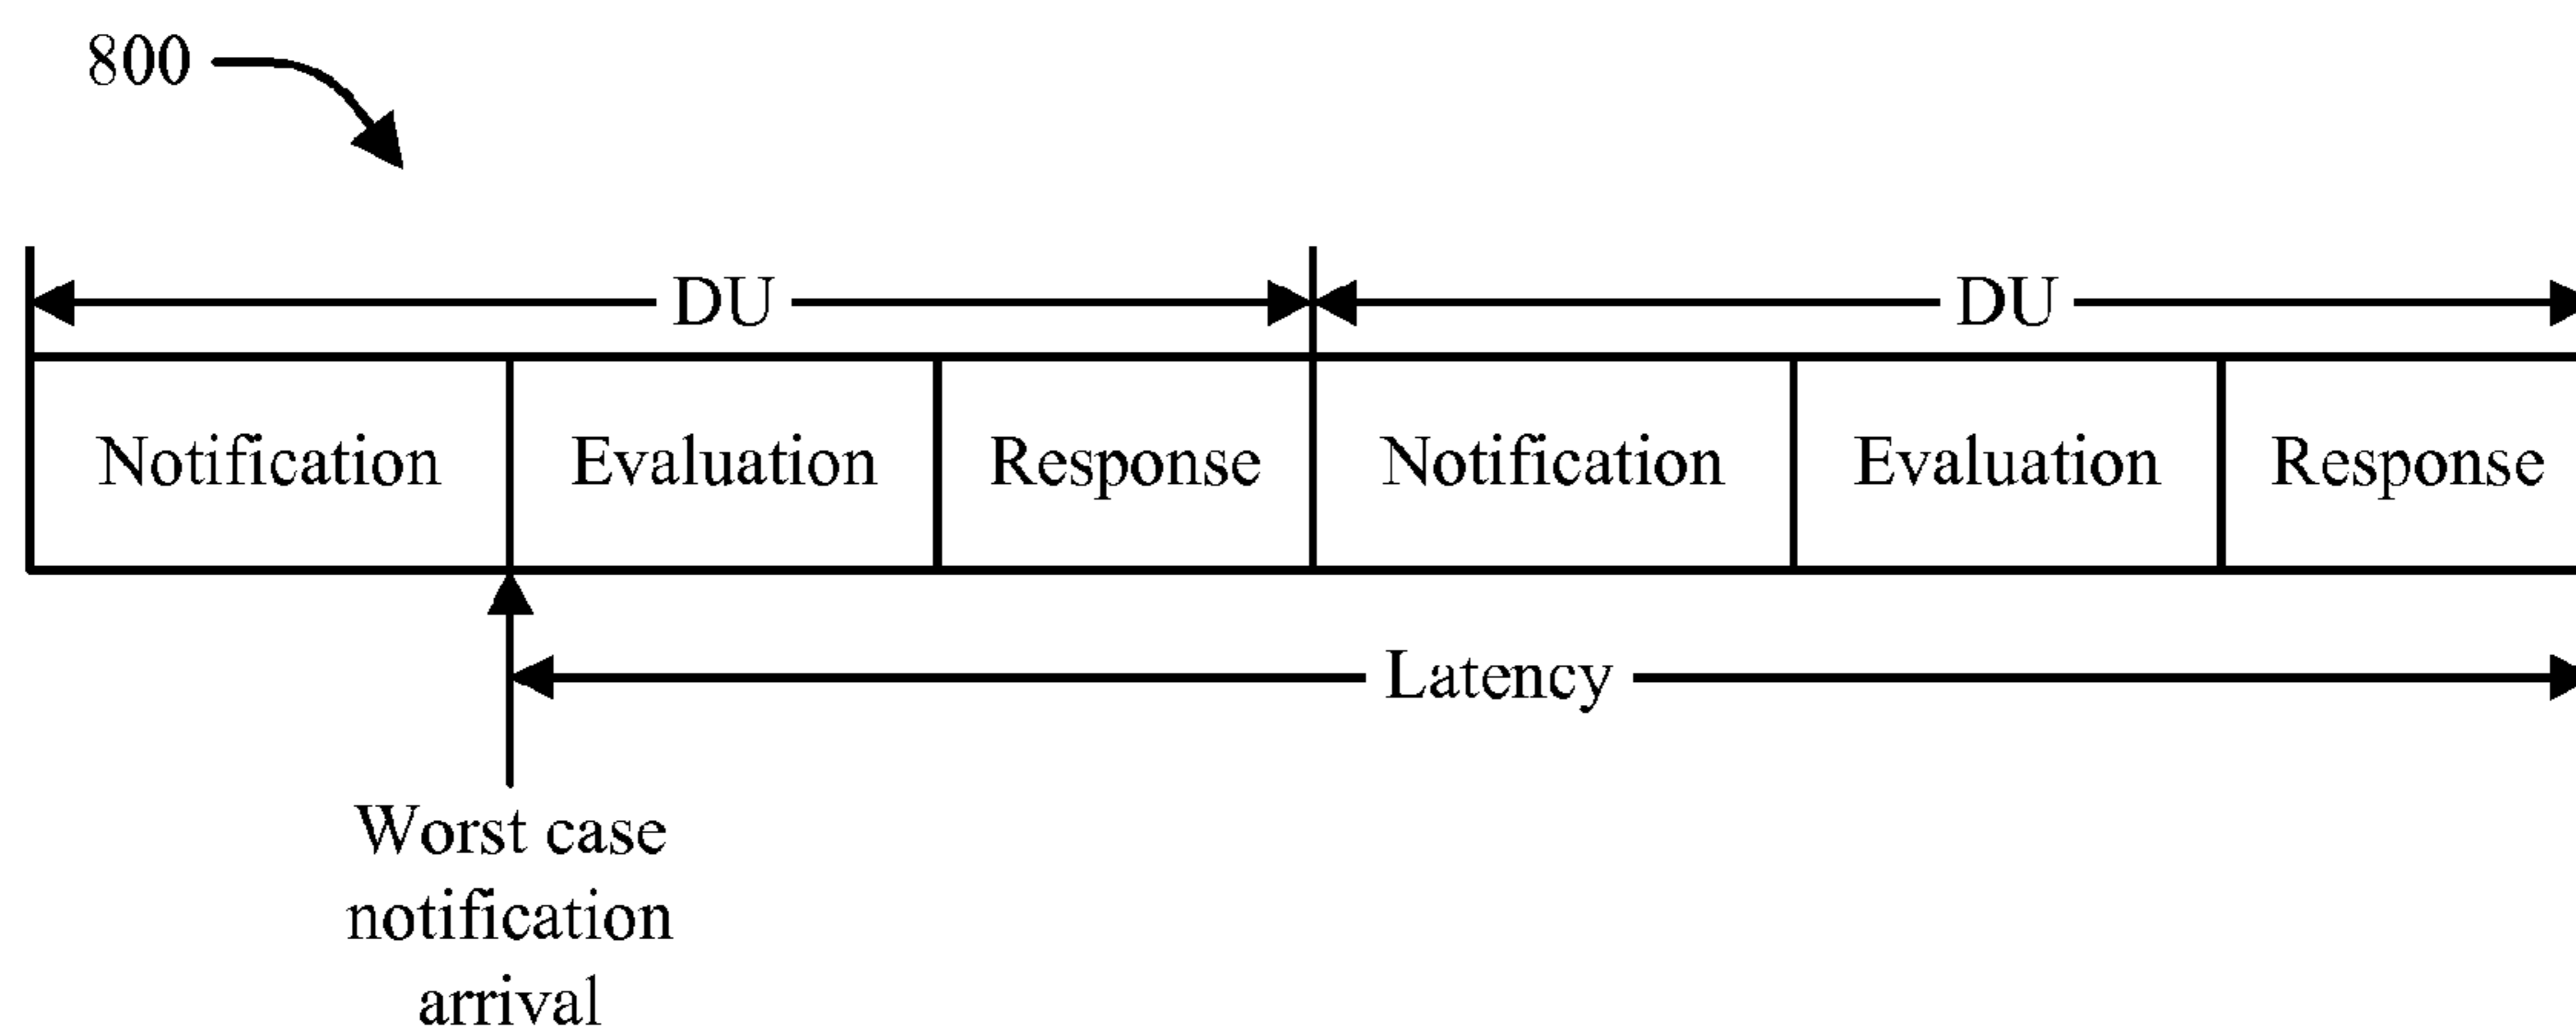 800
DU DU
Notification Evaluation Response Notification Evaluation Response
Latency
Worst case
notification
arrival